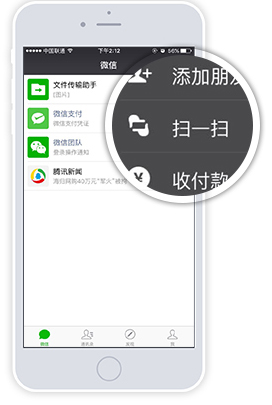 中国联通
下午2:12
56%
微信
文件传输助手
[图片]
微信支付
微信支付凭证
微信团队
登录操作通知
腾讯新闻
添加朋友
扫一扫
收付款
微信
通讯录
发现
我